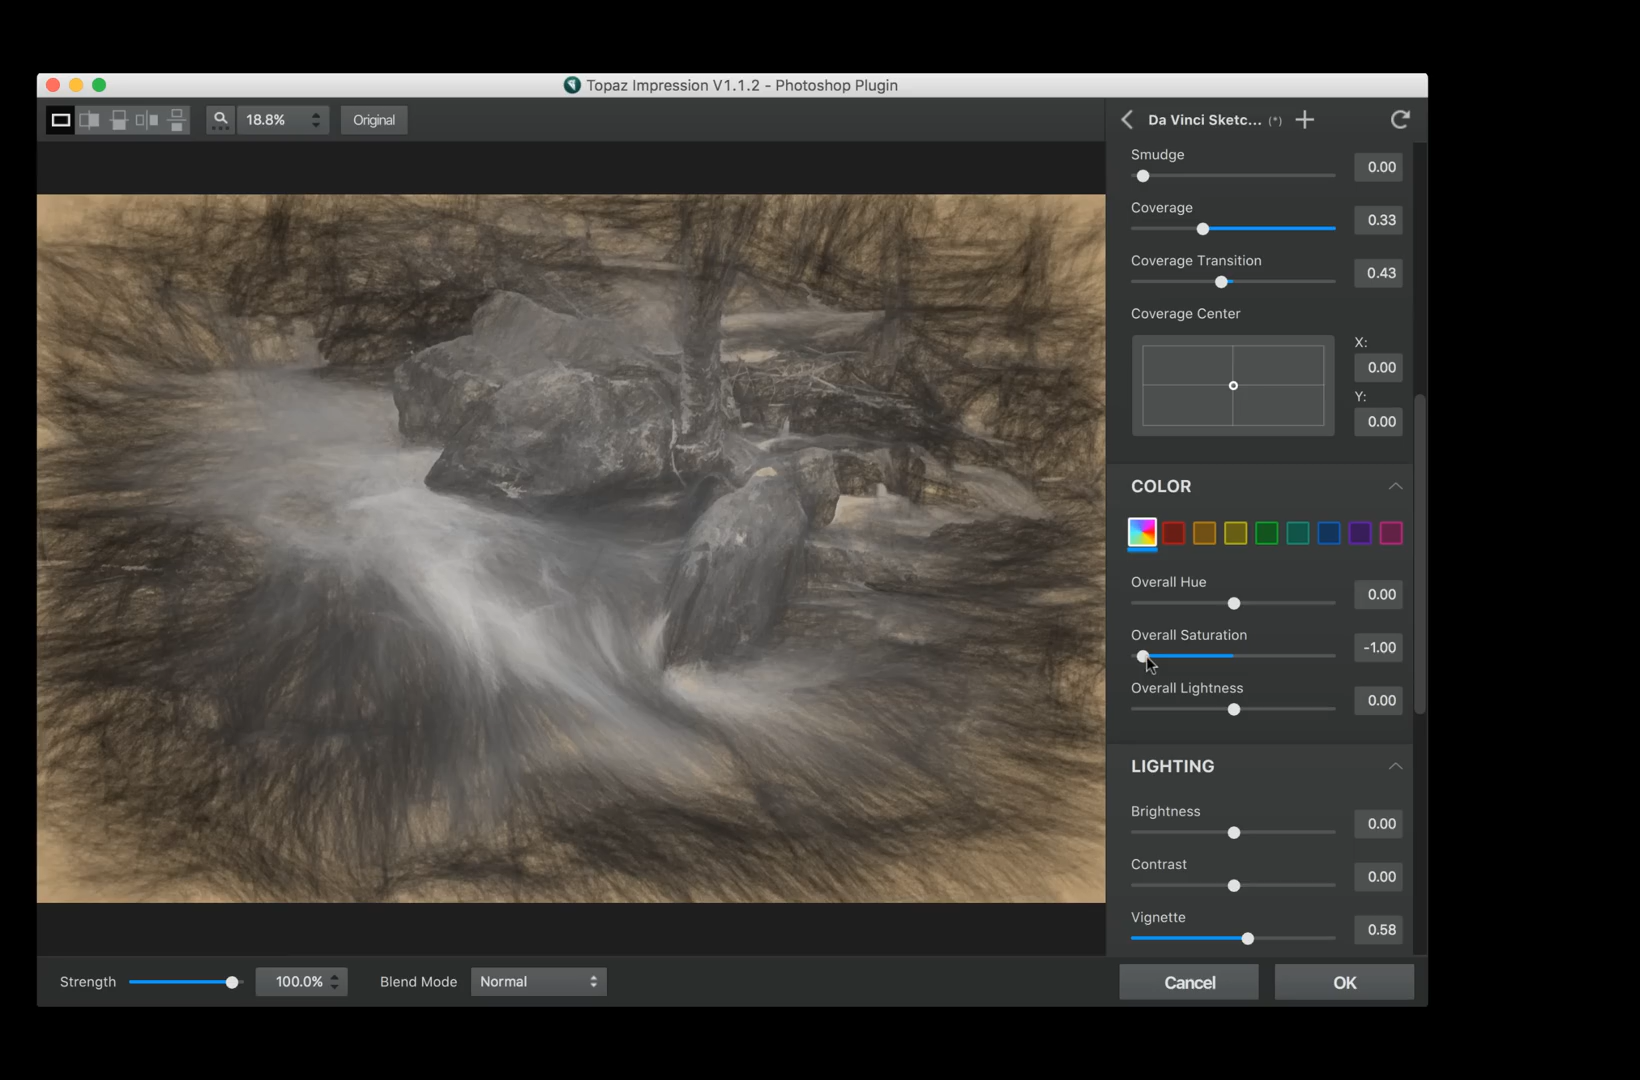 Topaz Impression V1.1.2 - Photoshop Plugin
18.8%
Original
Da Vinci Sketc... (*)
Smudge
0.00
Coverage
0.33
Coverage Transition
0.43
Coverage Center
X:
0.00
Y:
0.00
COLOR
Overall Hue
0.00
Overall Saturation
-1.00
Overall Lightness
0.00
LIGHTING
Brightness
0.00
Contrast
0.00
Vignette
0.58
Strength
100.0%
Blend Mode
Normal
Cancel
OK